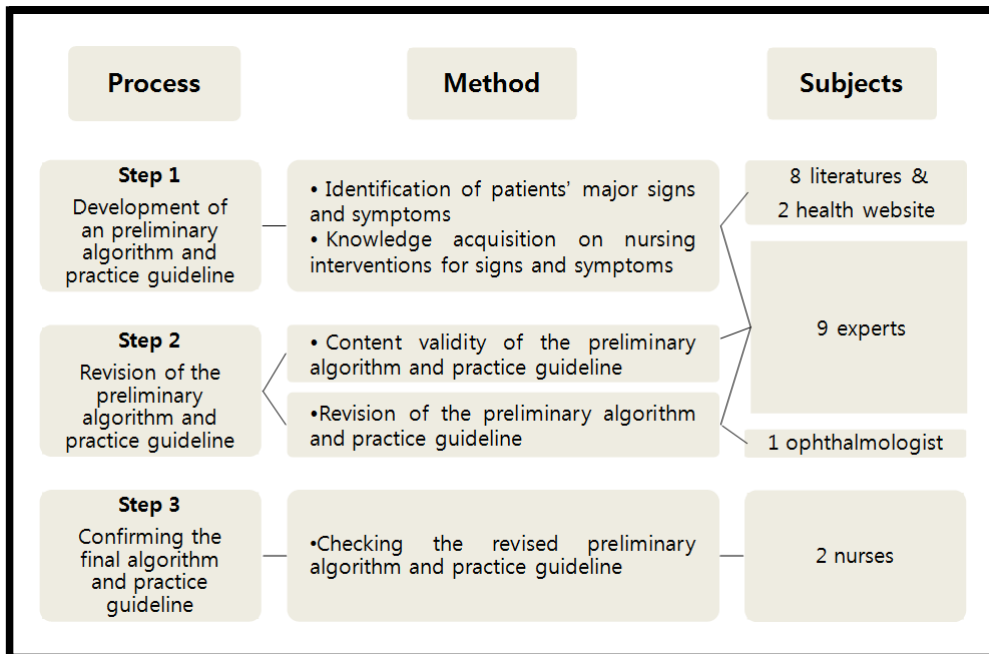 Process
Method
Subjects
Step 1
Development of
an preliminary
algorithm and
practice guideline
• Identification of patients’ major signs
and symptoms
• Knowledge acquisition on nursing
interventions for signs and symptoms
8 literatures &
2 health website
9 experts
Step 2
Revision of the
preliminary
algorithm and
practice guideline
• Content validity of the preliminary
algorithm and practice guideline
•Revision of the preliminary algorithm
and practice guideline
1 ophthalmologist
Step 3
Confirming the
final algorithm
and practice
guideline
•Checking the revised preliminary
algorithm and practice guideline
2 nurses